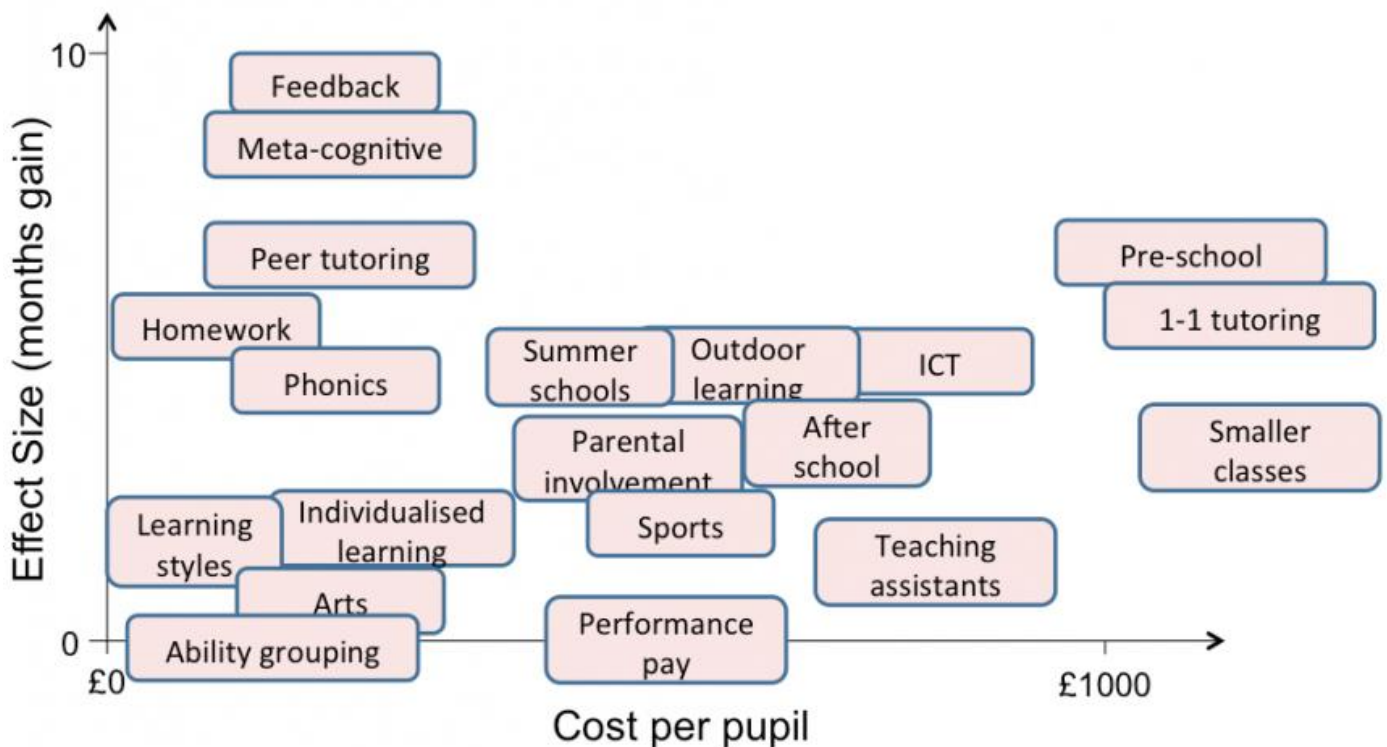 Effect Size (months gain)
10
Feedback
Meta-cognitive
Peer tutoring
Pre-school
Homework
1-1 tutoring
Phonics
Summer
schools
Outdoor
learning
ICT
Parental
involvement
After
school
Smaller
classes
Learning
styles
Individualised
learning
Sports
Teaching
assistants
Arts
Ability grouping
Performance
pay
0
£0
£1000
Cost per pupil